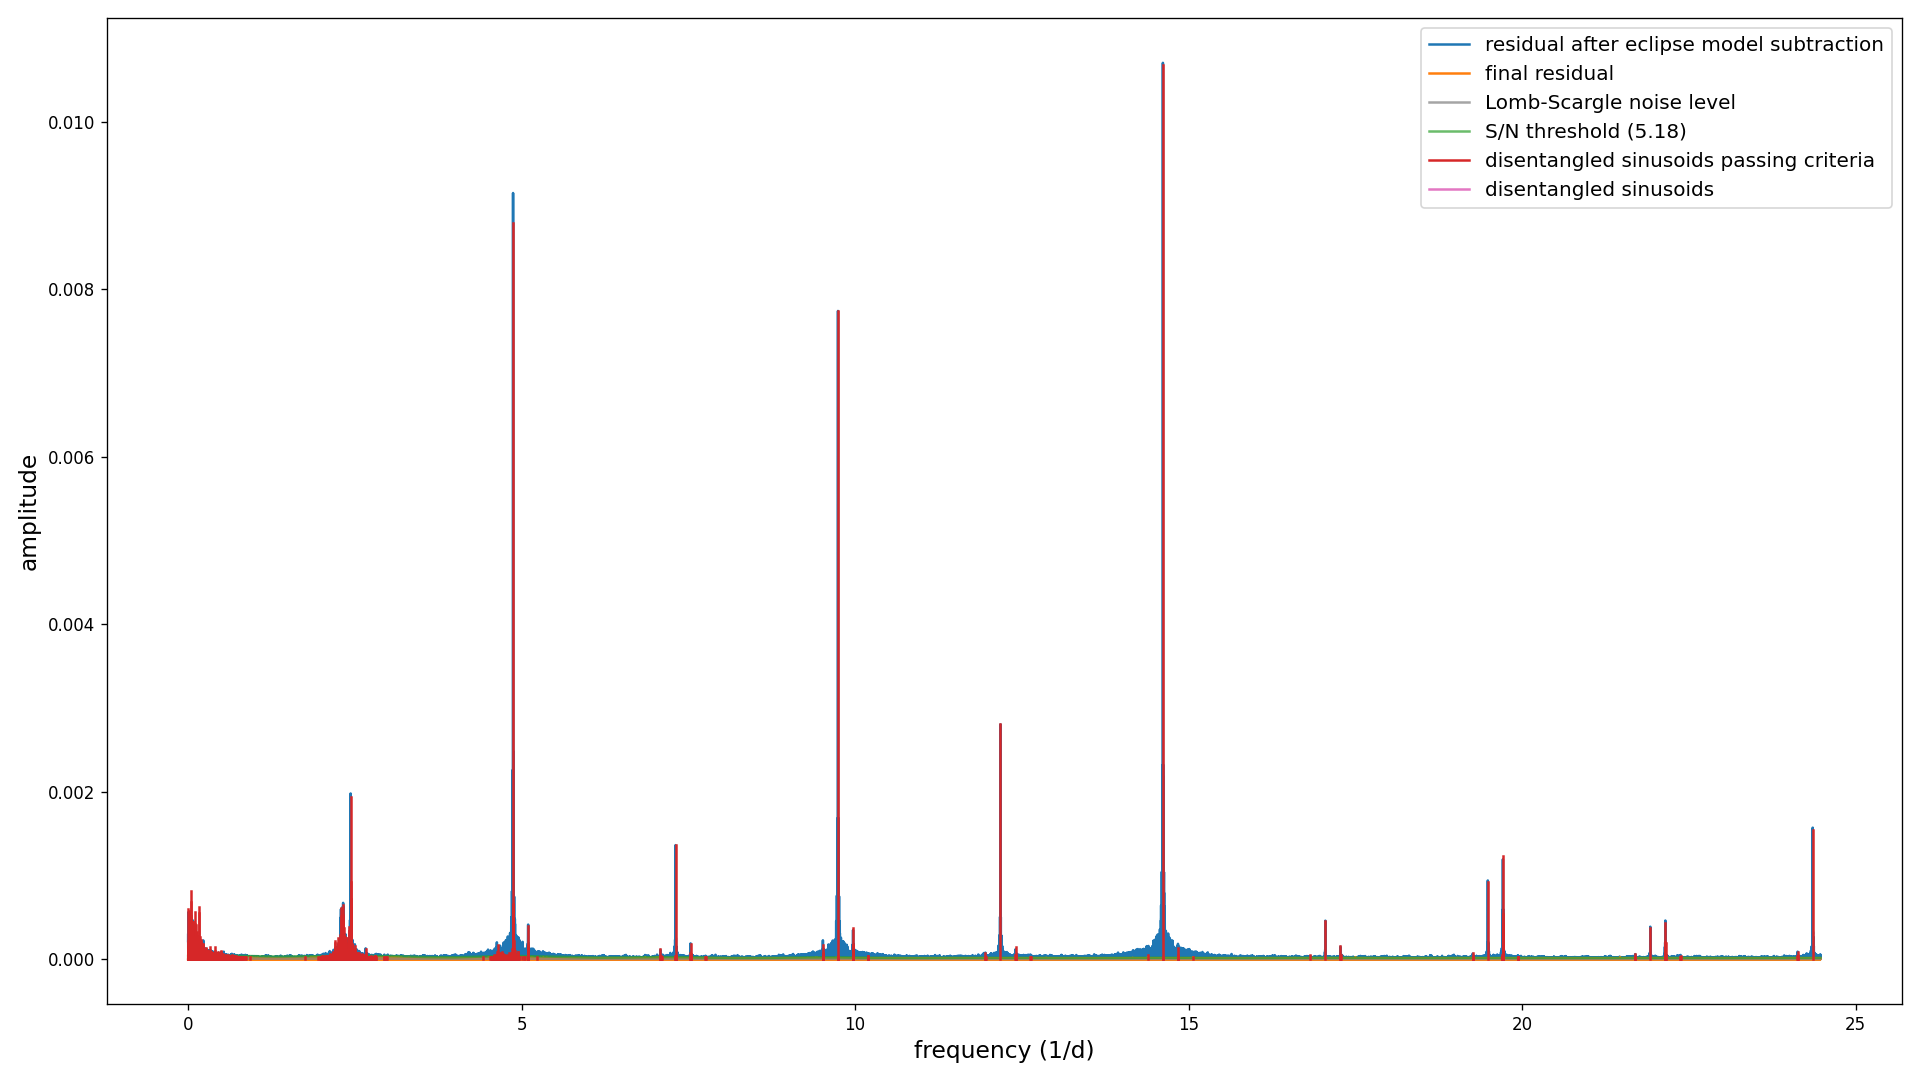 residual after eclipse model subtraction
final residual
Lomb-Scargle noise level
S/N threshold (5.18)
disentangled sinusoids passing criteria
disentangled sinusoids
amplitude
0.010
0.008
0.006
0.004
0.002
0.000
0 5 10 15 20 25
frequency (1/d)